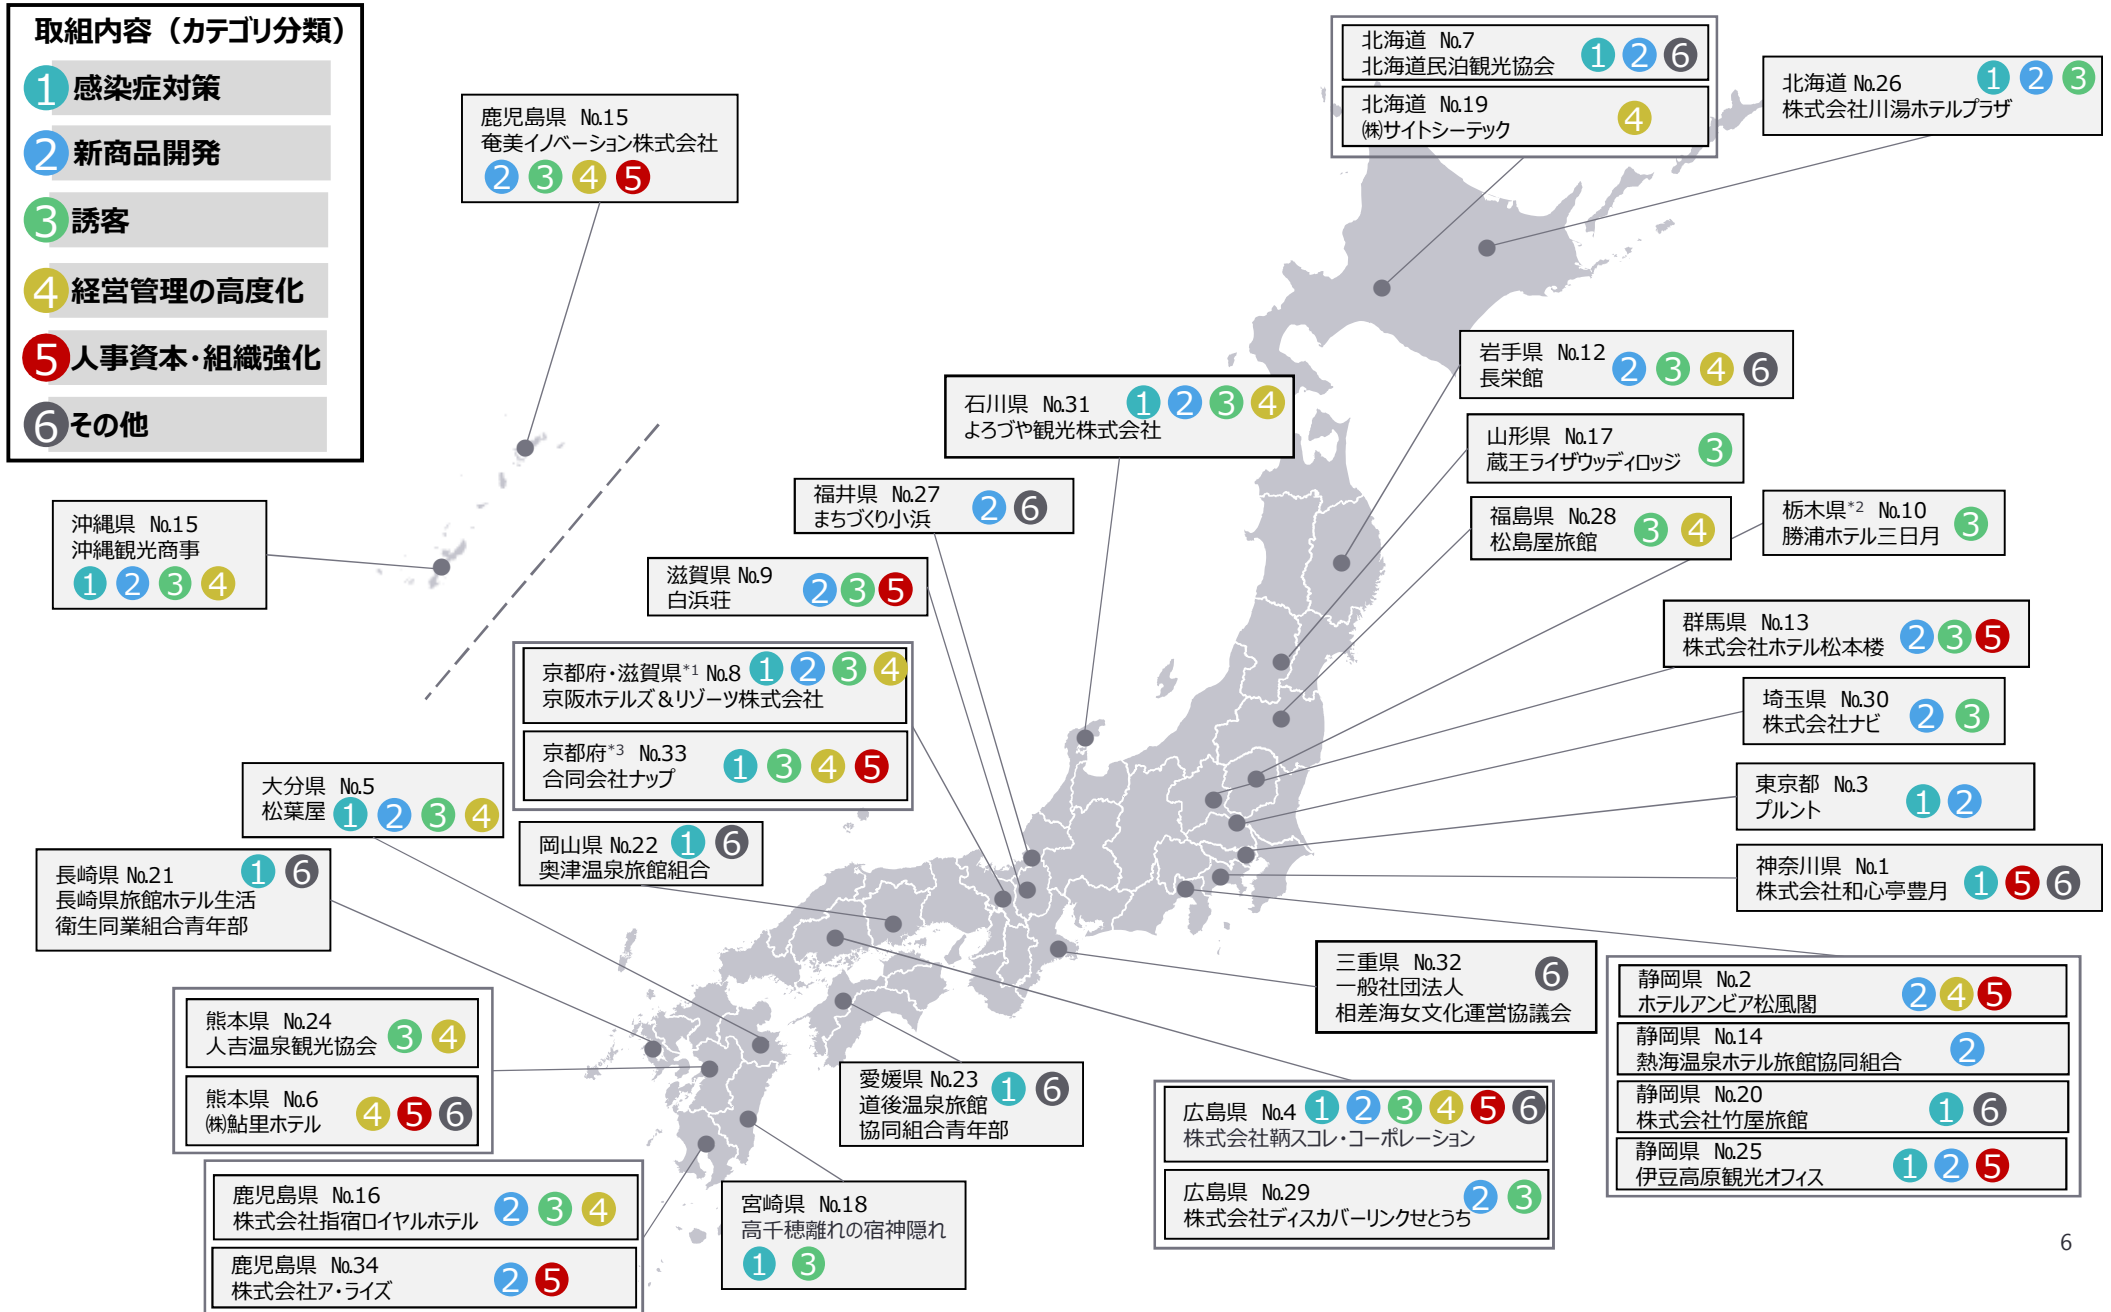 取組内容（カテゴリ分類）
1 感染症対策
2 新商品開発
3 誘客
4 経営管理の高度化
5 人事資本・組織強化
6 その他
鹿児島県 No.15
奄美イノベーション株式会社
2 3 4 5
沖縄県 No.15
沖縄観光商事
1 2 3 4
北海道 No.7
北海道民泊観光協会
1 2 6
北海道 No.19
㈱サイトシーテック
4
北海道 No.26
株式会社川湯ホテルプラザ
1 2 3
岩手県 No.12
長栄館
2 3 4 6
石川県 No.31
よろづや観光株式会社
1 2 3 4
山形県 No.17
蔵王ライザウッディロッジ
3
福井県 No.27
まちづくり小浜
2 6
福島県 No.28
松島屋旅館
3 4
栃木県*2 No.10
勝浦ホテル三日月
3
滋賀県 No.9
白浜荘
2 3 5
群馬県 No.13
株式会社ホテル松本楼
2 3 5
京都府・滋賀県*1 No.8
京阪ホテルズ＆リゾーツ株式会社
1 2 3 4
京都府*3 No.33
合同会社ナップ
1 3 4 5
埼玉県 No.30
株式会社ナビ
2 3
大分県 No.5
松葉屋
1 2 3 4
東京都 No.3
プルント
1 2
岡山県 No.22
奥津温泉旅館組合
1 6
長崎県 No.21
長崎県旅館ホテル生活
衛生同業組合青年部
1 6
神奈川県 No.1
株式会社和心亭豊月
1 5 6
三重県 No.32
一般社団法人
相差海女文化運営協議会
6
静岡県 No.2
ホテルアンビア松風閣
2 4 5
静岡県 No.14
熱海温泉ホテル旅館協同組合
2
静岡県 No.20
株式会社竹屋旅館
1 6
静岡県 No.25
伊豆高原観光オフィス
1 2 5
熊本県 No.24
人吉温泉観光協会
3 4
熊本県 No.6
㈱鮎里ホテル
4 5 6
愛媛県 No.23
道後温泉旅館
協同組合青年部
1 6
広島県 No.4
株式会社鞆スコレ・コーポレーション
1 2 3 4 5 6
広島県 No.29
株式会社ディスカバーリンクせとうち
2 3
鹿児島県 No.16
株式会社指宿ロイヤルホテル
2 3 4
鹿児島県 No.34
株式会社ア・ライズ
2 5
宮崎県 No.18
高千穂離れの宿神隠れ
1 3
6